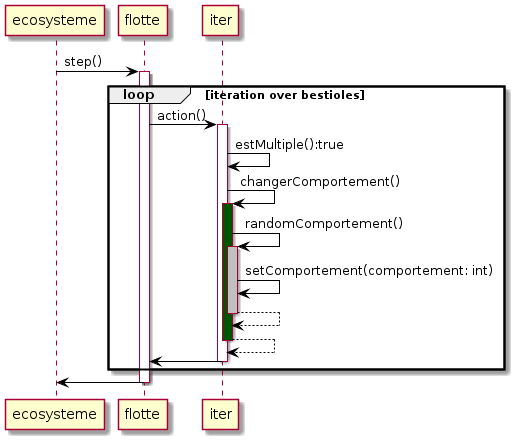 ecosysteme flotte iter
step()
loop [iteration over bestioles]
action()
estMultiple():true
changerComportement()
randomComportement()
setComportement(comportement: int)
ecosysteme flotte iter